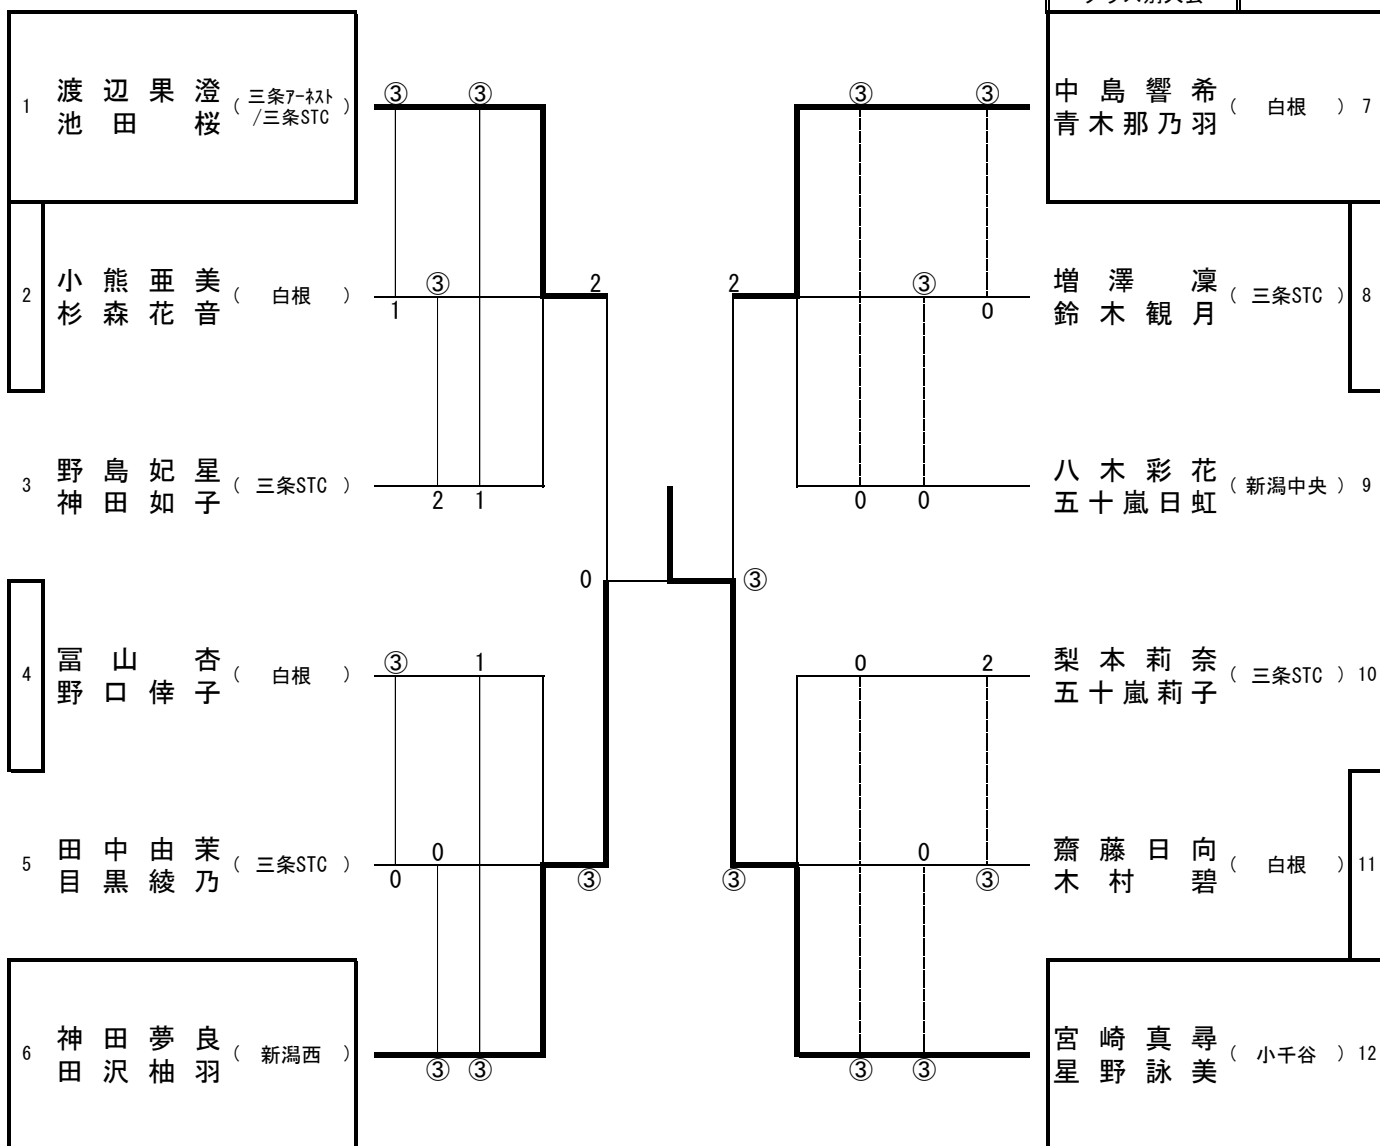 1 渡辺果澄 ( 三条ｱｰﾈｽﾄ
池田桜 /三条STC )
③ ③
2 小熊亜美 ( 白根 )
杉森花音
③
1
2
3 野島妃星 ( 三条STC )
神田如子
2 1
0
4 冨山杏 ( 白根 )
野口倖子
③ 1
5 田中由茉 ( 三条STC )
目黒綾乃
0
0 ③
6 神田夢良 ( 新潟西 )
田沢柚羽
③ ③
③ ③
中島響希 ( 白根 ) 7
青木那乃羽
2
③
増澤凜 ( 三条STC ) 8
鈴木観月
0
八木彩花 ( 新潟中央 ) 9
五十嵐日虹
0 0
③
0 2
梨本莉奈 ( 三条STC ) 10
五十嵐莉子
0
齋藤日向 ( 白根 ) 11
木村碧
③ ③
宮崎真尋 ( 小千谷 ) 12
星野詠美
③ ③